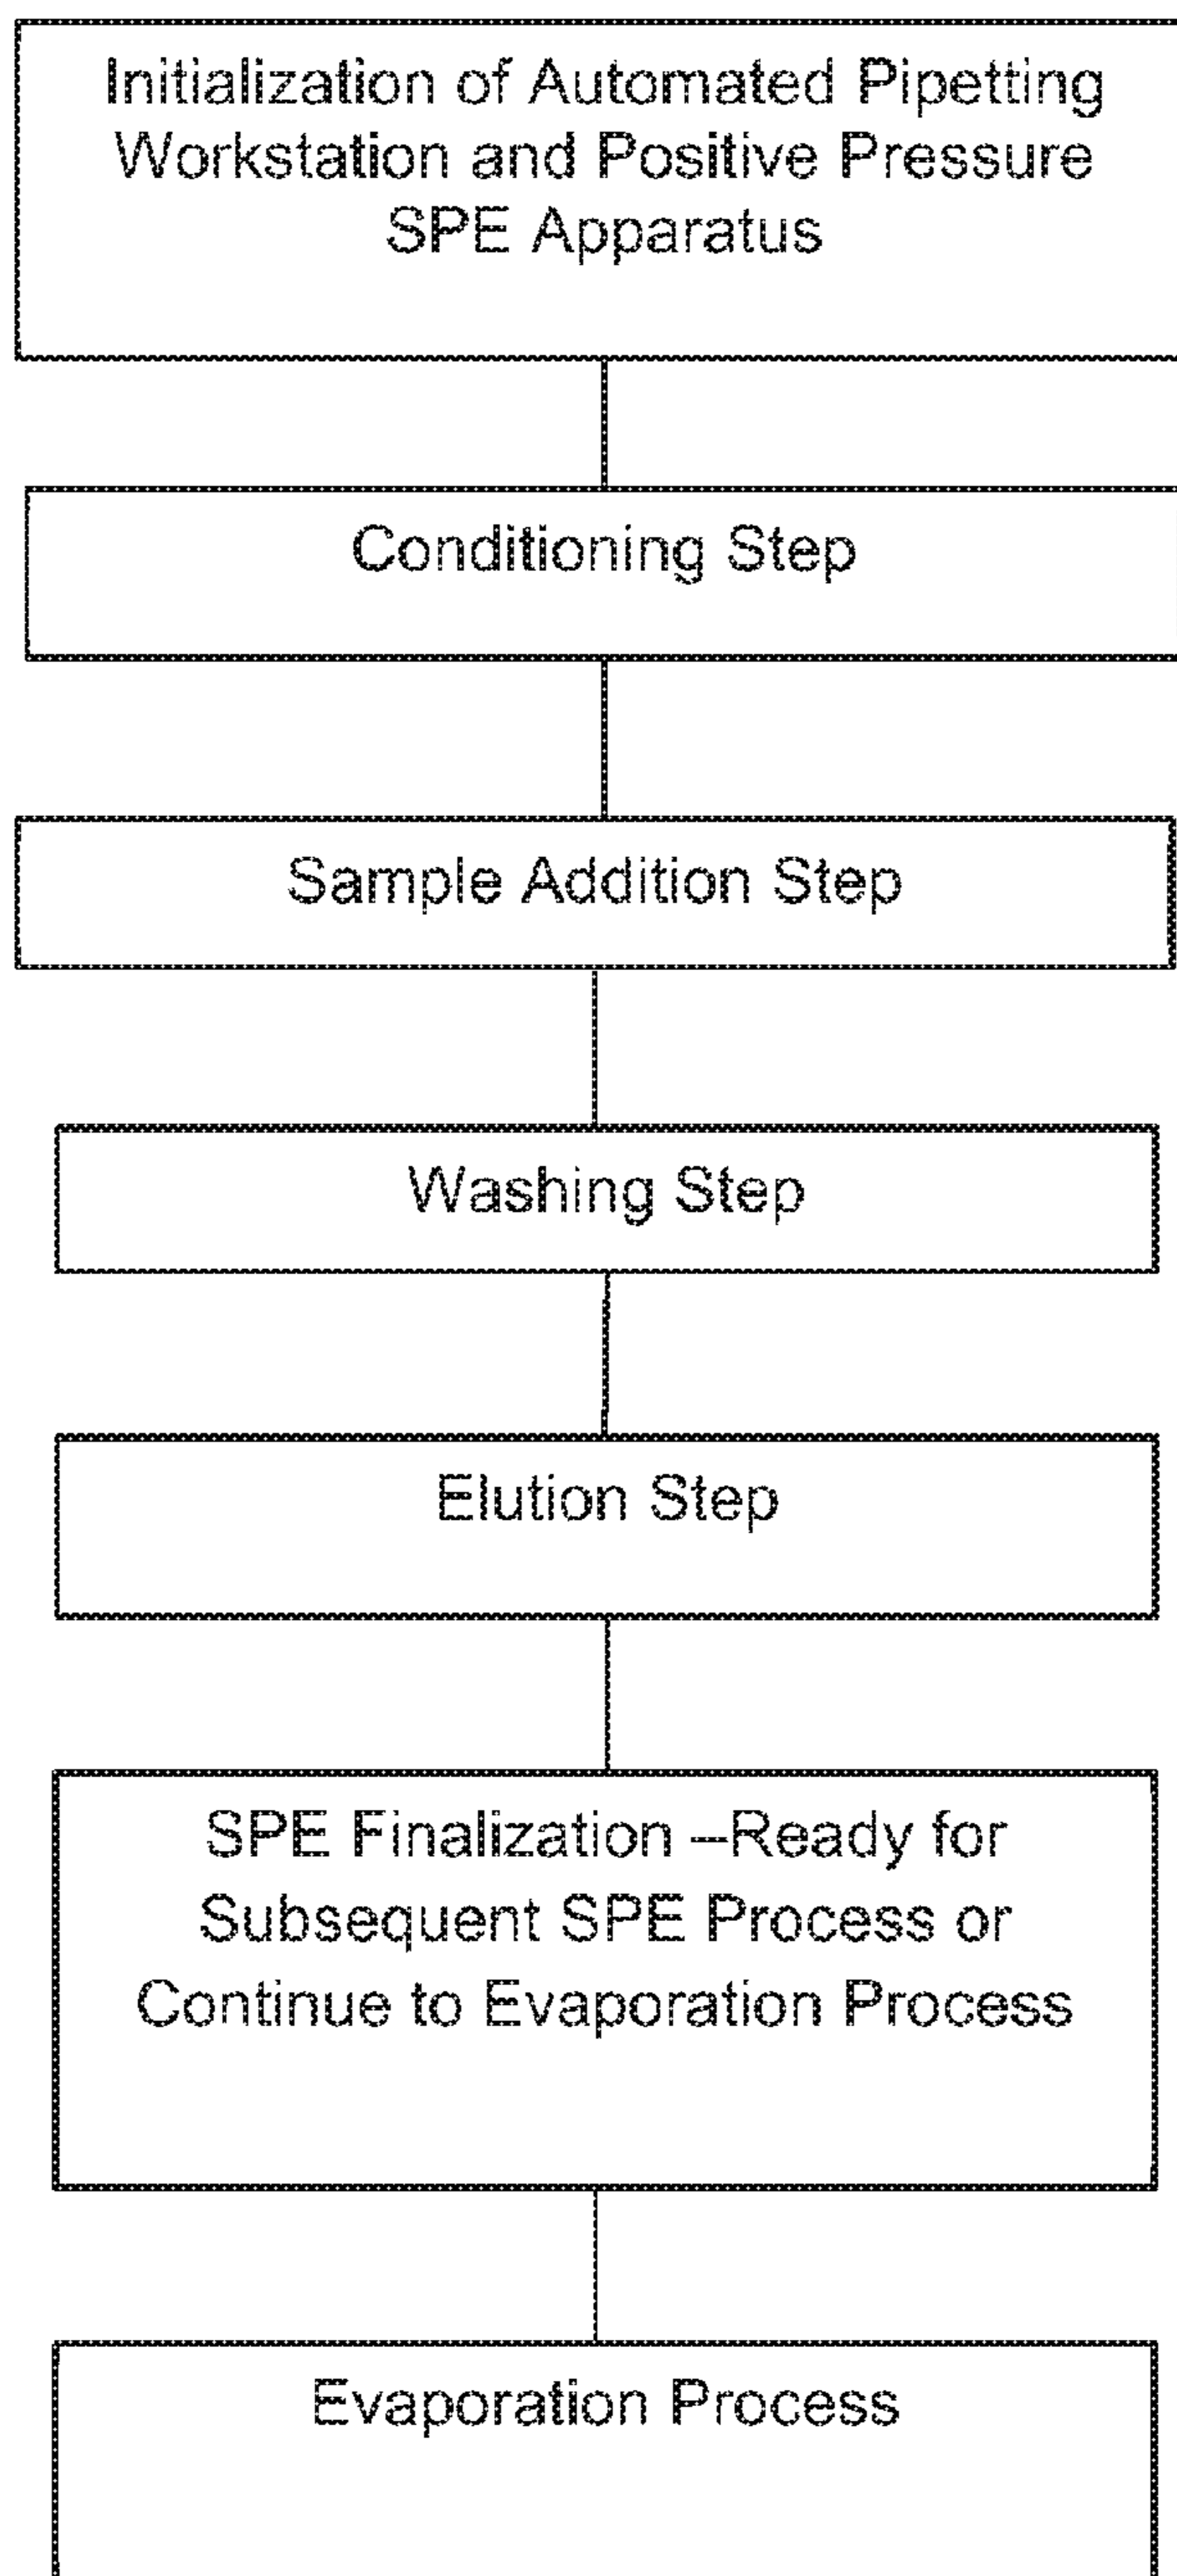 Initialization of Automated Pipetting
Workstation and Positive Pressure
SPE Apparatus
Conditioning Step
Sample Addition Step
Washing Step
Elution Step
SPE Finalization –Ready for
Subsequent SPE Process or
Continue to Evaporation Process
Evaporation Process